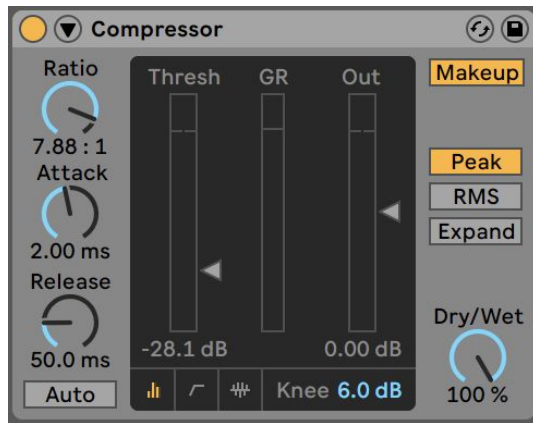 Compressor
Ratio
7.88 : 1
Attack
2.00 ms
Release
50.0 ms
Auto
Thresh GR Out
-28.1 dB 0.00 dB
Knee 6.0 dB
Makeup
Peak
RMS
Expand
Dry/Wet
100 %